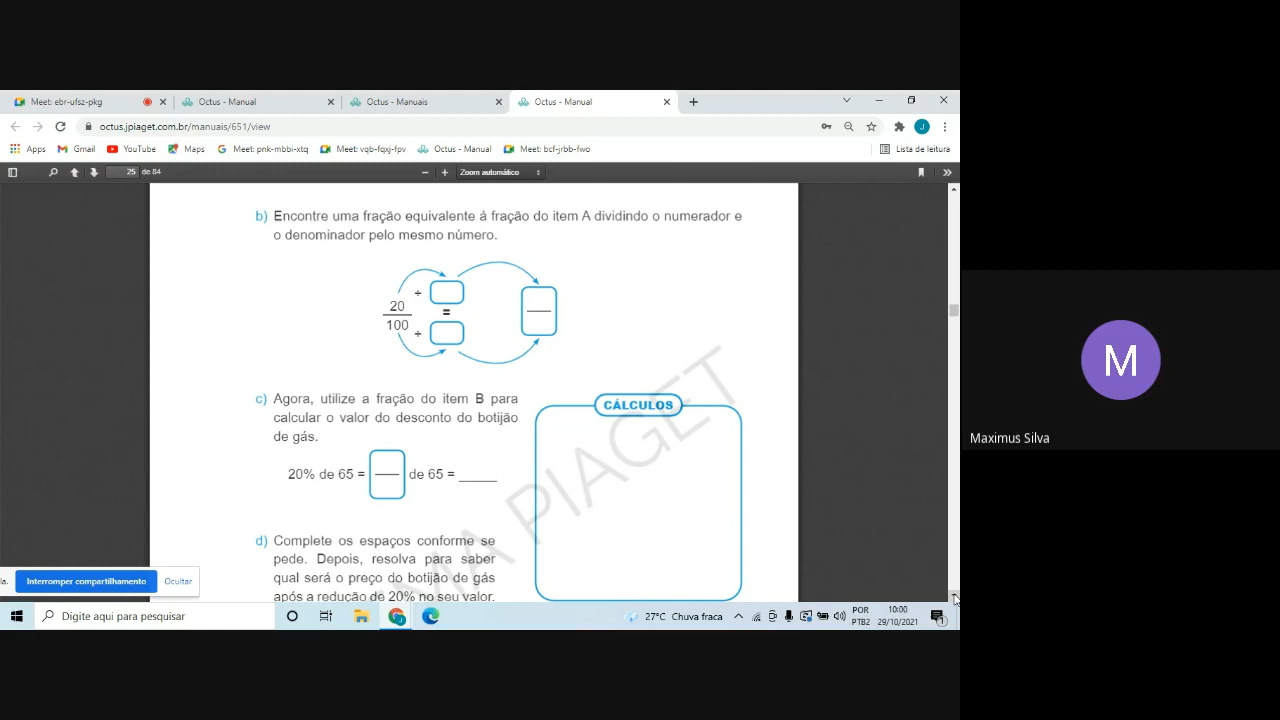 Meet: ebr-ufsz-pkg
Octus - Manual
Octus - Manuais
Octus - Manual
octus.jpiaget.com.br/manuais/651/view
Apps
Gmail
YouTube
Maps
Meet: pnk-mbbi-xtq
Meet: vqb-fqxj-fpv
Octus - Manual
Meet: bcf-jrbb-fwo
Lista de leitura
25 de 84
Zoom automático
b) Encontre uma fração equivalente à fração do item A dividindo o numerador e
o denominador pelo mesmo número.
20 ÷
=
100 ÷
c) Agora, utilize a fração do item B para
calcular o valor do desconto do botijão
de gás.
20% de 65 = de 65 = _____
CÁLCULOS
d) Complete os espaços conforme se
pede. Depois, resolva para saber
qual será o preço do botijão de gás
após a redução de 20% no seu valor.
MA PIAGET
la.
Interromper compartilhamento
Ocultar
Digite aqui para pesquisar
27°C Chuva fraca
POR
PTB2
10:00
29/10/2021
1
J
M
Maximus Silva